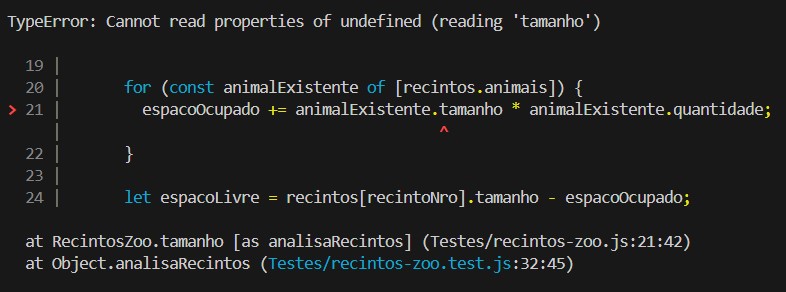 TypeError: Cannot read properties of undefined (reading 'tamanho')
19 |
20 |       for (const animalExistente of [recintos.animais]) {
> 21 |         espacoOcupado += animalExistente.tamanho * animalExistente.quantidade;
|                                          ^
22 |       }
23 |
24 |       let espacoLivre = recintos[recintoNro].tamanho - espacoOcupado;
at RecintosZoo.tamanho [as analisaRecintos] (Testes/recintos-zoo.js:21:42)
at Object.analisaRecintos (Testes/recintos-zoo.test.js:32:45)